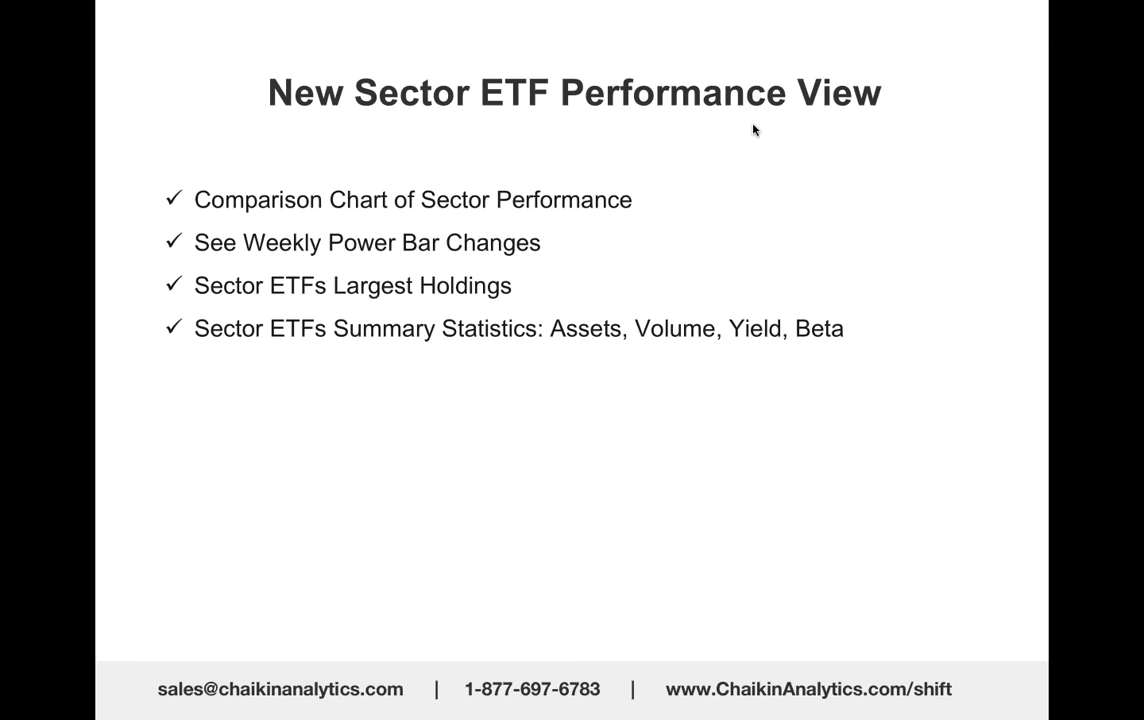 New Sector ETF Performance View
✓ Comparison Chart of Sector Performance
✓ See Weekly Power Bar Changes
✓ Sector ETFs Largest Holdings
✓ Sector ETFs Summary Statistics: Assets, Volume, Yield, Beta
sales@chaikinanalytics.com | 1-877-697-6783 | www.ChaikinAnalytics.com/shift